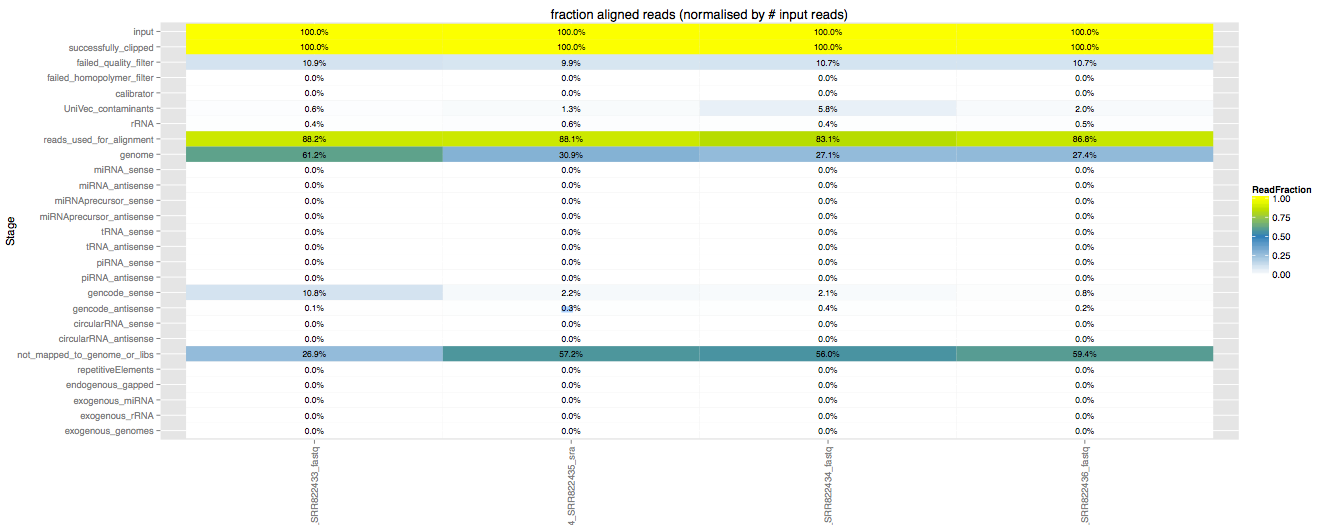 fraction aligned reads (normalised by # input reads)
input 100.0% 100.0% 100.0% 100.0%
successfully_clipped 100.0% 100.0% 100.0% 100.0%
failed_quality_filter 10.9% 9.9% 10.7% 10.7%
failed_homopolymer_filter 0.0% 0.0% 0.0% 0.0%
calibrator 0.0% 0.0% 0.0% 0.0%
UniVec_contaminants 0.6% 1.3% 5.8% 2.0%
rRNA 0.4% 0.6% 0.4% 0.5%
reads_used_for_alignment 88.2% 88.1% 83.1% 86.8%
genome 61.2% 30.9% 27.1% 27.4%
miRNA_sense 0.0% 0.0% 0.0% 0.0%
miRNA_antisense 0.0% 0.0% 0.0% 0.0%
miRNAprecursor_sense 0.0% 0.0% 0.0% 0.0%
miRNAprecursor_antisense 0.0% 0.0% 0.0% 0.0%
tRNA_sense 0.0% 0.0% 0.0% 0.0%
tRNA_antisense 0.0% 0.0% 0.0% 0.0%
piRNA_sense 0.0% 0.0% 0.0% 0.0%
piRNA_antisense 0.0% 0.0% 0.0% 0.0%
gencode_sense 10.8% 2.2% 2.1% 0.8%
gencode_antisense 0.1% 0.3% 0.4% 0.2%
circularRNA_sense 0.0% 0.0% 0.0% 0.0%
circularRNA_antisense 0.0% 0.0% 0.0% 0.0%
not_mapped_to_genome_or_libs 26.9% 57.2% 56.0% 59.4%
repetitiveElements 0.0% 0.0% 0.0% 0.0%
endogenous_gapped 0.0% 0.0% 0.0% 0.0%
exogenous_miRNA 0.0% 0.0% 0.0% 0.0%
exogenous_rRNA 0.0% 0.0% 0.0% 0.0%
exogenous_genomes 0.0% 0.0% 0.0% 0.0%
Stage
_SRR822433_fastq
4_SRR822435_sra
_SRR822434_fastq
_SRR822436_fastq
ReadFraction
1.00
0.75
0.50
0.25
0.00